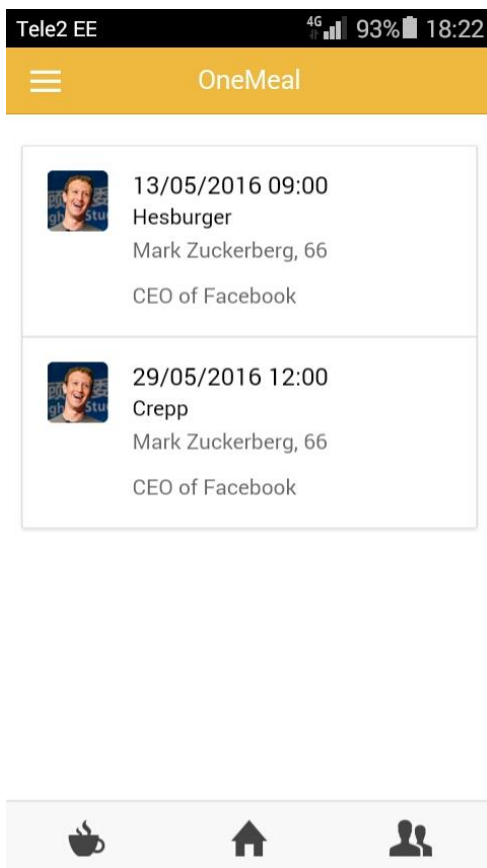 Tele2 EE 4G 93% 18:22
OneMeal
13/05/2016 09:00
Hesburger
Mark Zuckerberg, 66
CEO of Facebook
29/05/2016 12:00
Crepp
Mark Zuckerberg, 66
CEO of Facebook